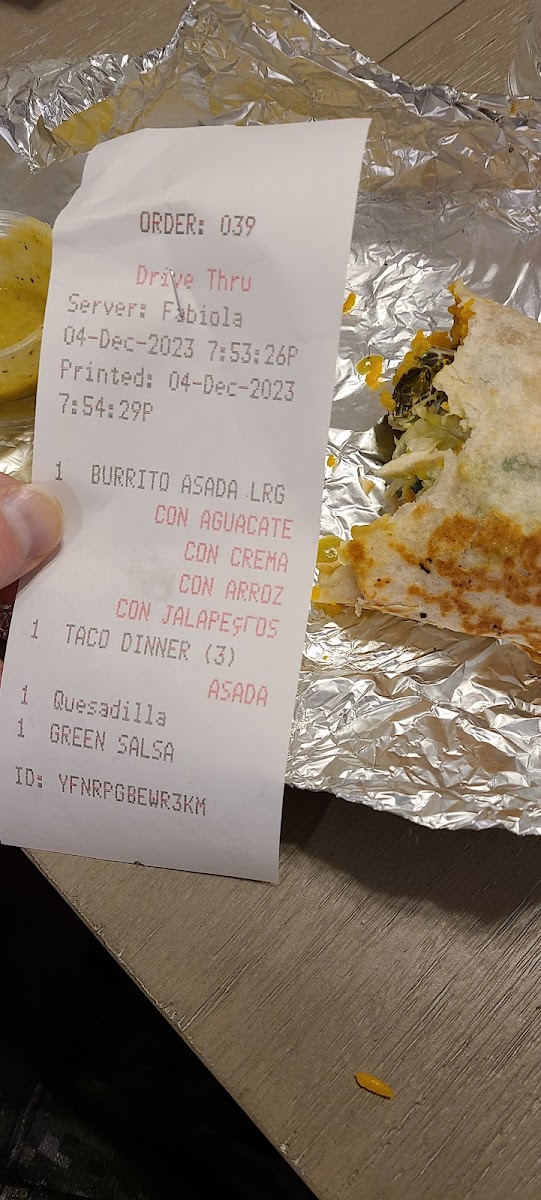 ORDER: 039
Drive Thru
Server: Fabiola
04-Dec-2023 7:53:26P
Printed: 04-Dec-2023
7:54:29P
1 BURRITO ASADA LRG
CON AGUACATE
CON CREMA
CON ARROZ
CON JALAPEςΓOS
1 TACO DINNER (3)
ASADA
1 Quesadilla
1 GREEN SALSA
ID: YFNRPGBEWR3KM